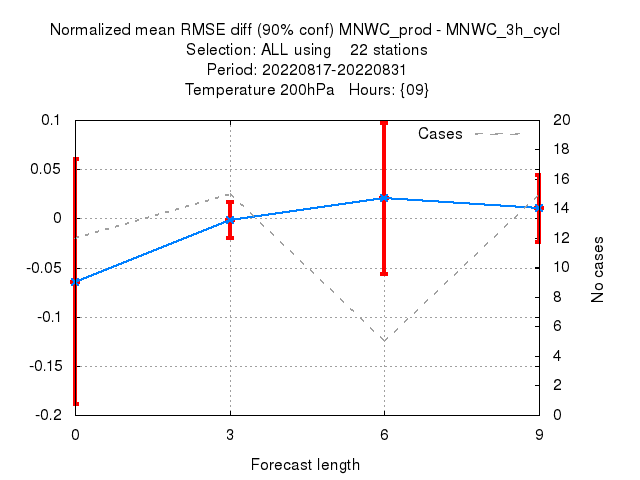 Normalized mean RMSE diff (90% conf) MNWC_prod - MNWC_3h_cycl
Selection: ALL using    22 stations
Period: 20220817-20220831
Temperature 200hPa   Hours: {09}
Cases
0.1
0.05
0
-0.05
-0.1
-0.15
-0.2
20
18
16
14
12
10
8
6
4
2
0
No cases
0 3 6 9
Forecast length